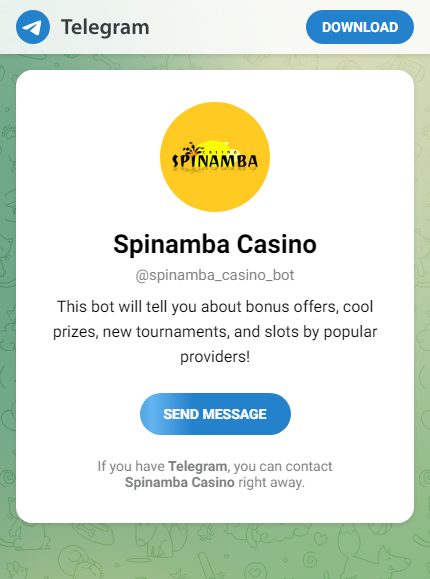 Telegram
DOWNLOAD
CASINO
SPINAMBA
Spinamba Casino
@spinamba_casino_bot
This bot will tell you about bonus offers, cool
prizes, new tournaments, and slots by popular
providers!
SEND MESSAGE
If you have Telegram, you can contact
Spinamba Casino right away.